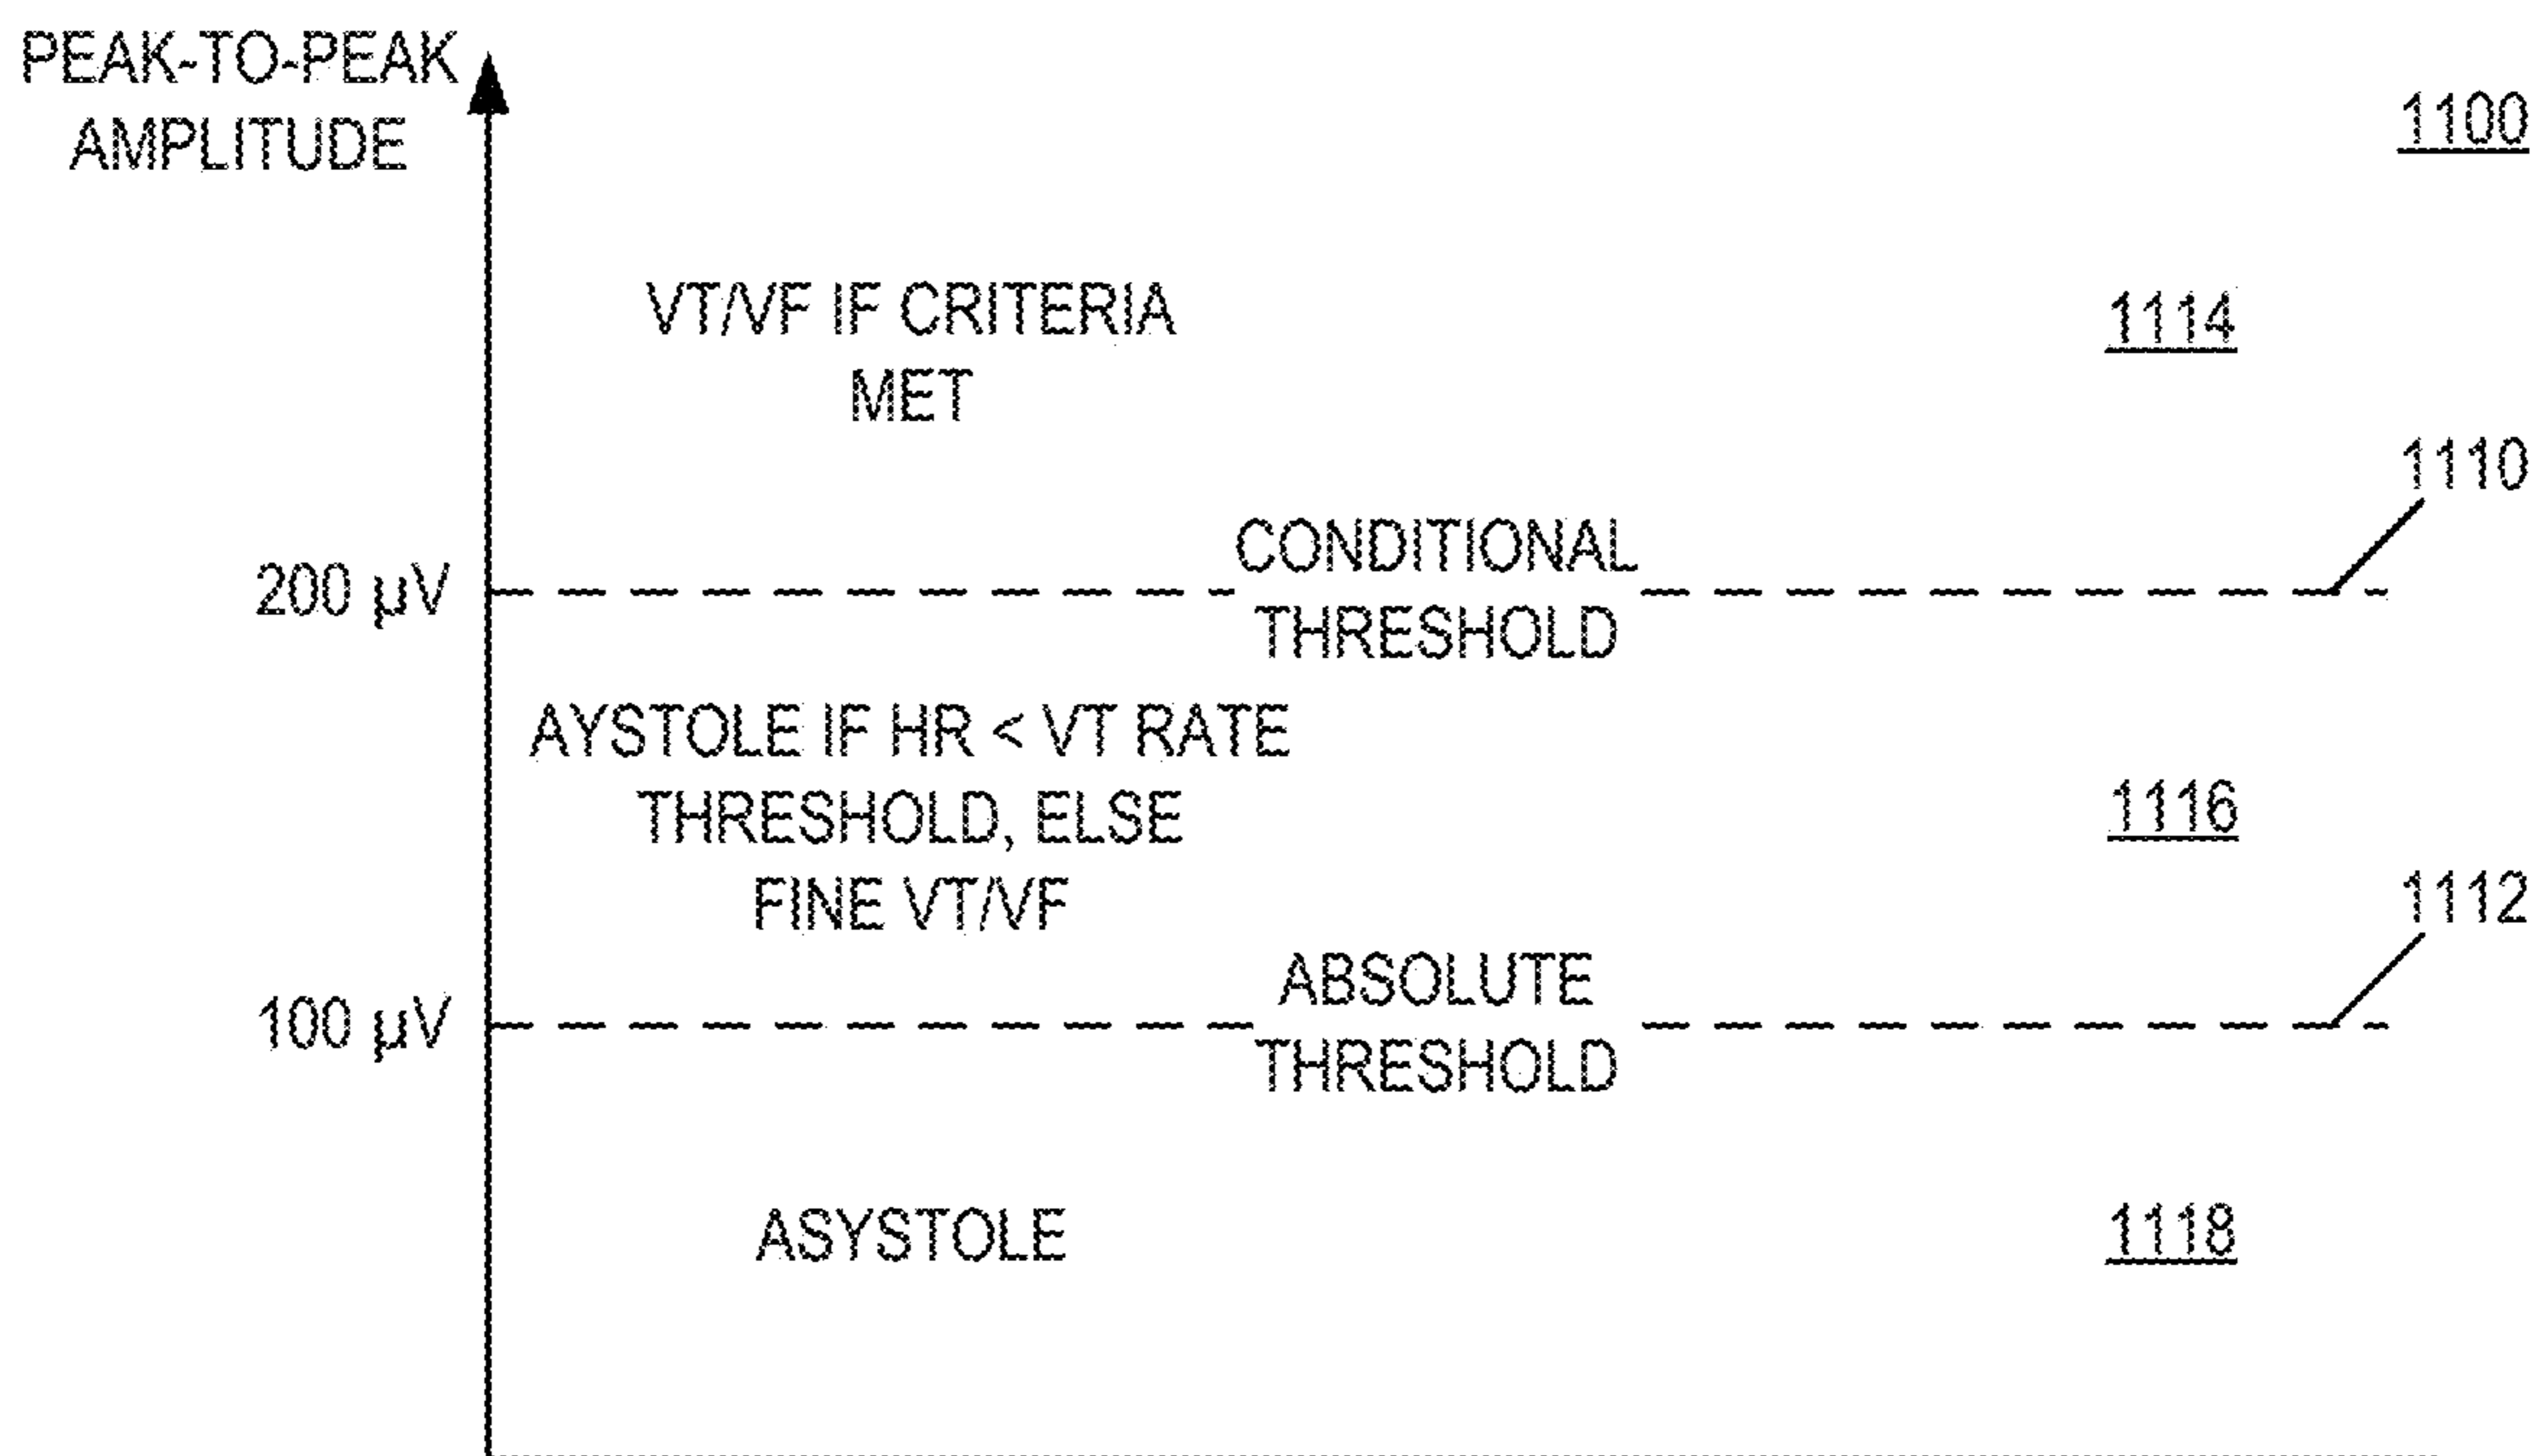 PEAK-TO-PEAK
AMPLITUDE
1100
VT/VF IF CRITERIA
MET
1114
1110
200 µV
CONDITIONAL
THRESHOLD
AYSTOLE IF HR < VT RATE
THRESHOLD, ELSE
FINE VT/VF
1116
1112
100 µV
ABSOLUTE
THRESHOLD
ASYSTOLE
1118